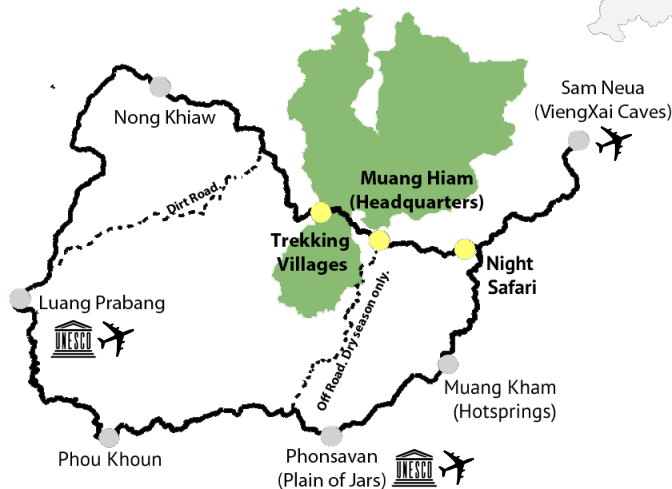 Sam Neua
(ViengXai Caves)
Nong Khiaw
Muang Hiam
(Headquarters)
Dirt Road.
Trekking
Villages
Night
Safari
Off Road. Dry season only.
Luang Prabang
UNESCO
Muang Kham
(Hotsprings)
Phou Khoun
Phonsavan
(Plain of Jars)
UNESCO